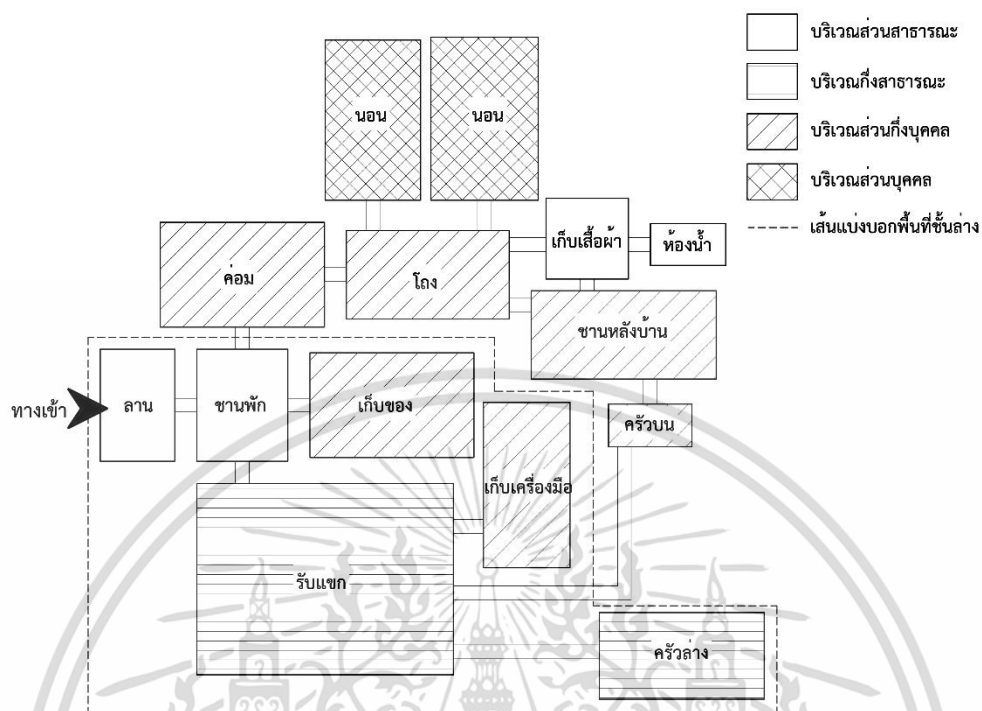 บริเวณส่วนสาธารณะ
บริเวณกึ่งสาธารณะ
บริเวณส่วนกึ่งบุคคล
บริเวณส่วนบุคคล
เส้นแบ่งบอกพื้นที่ชั้นล่าง
นอน
นอน
เก็บเสื้อผ้า
ห้องน้ำ
ค่อม
โถง
ชานหลังบ้าน
ทางเข้า
ลาน
ชานพัก
เก็บของ
ครัวบน
เก็บเครื่องมือ
รับแขก
ครัวล่าง